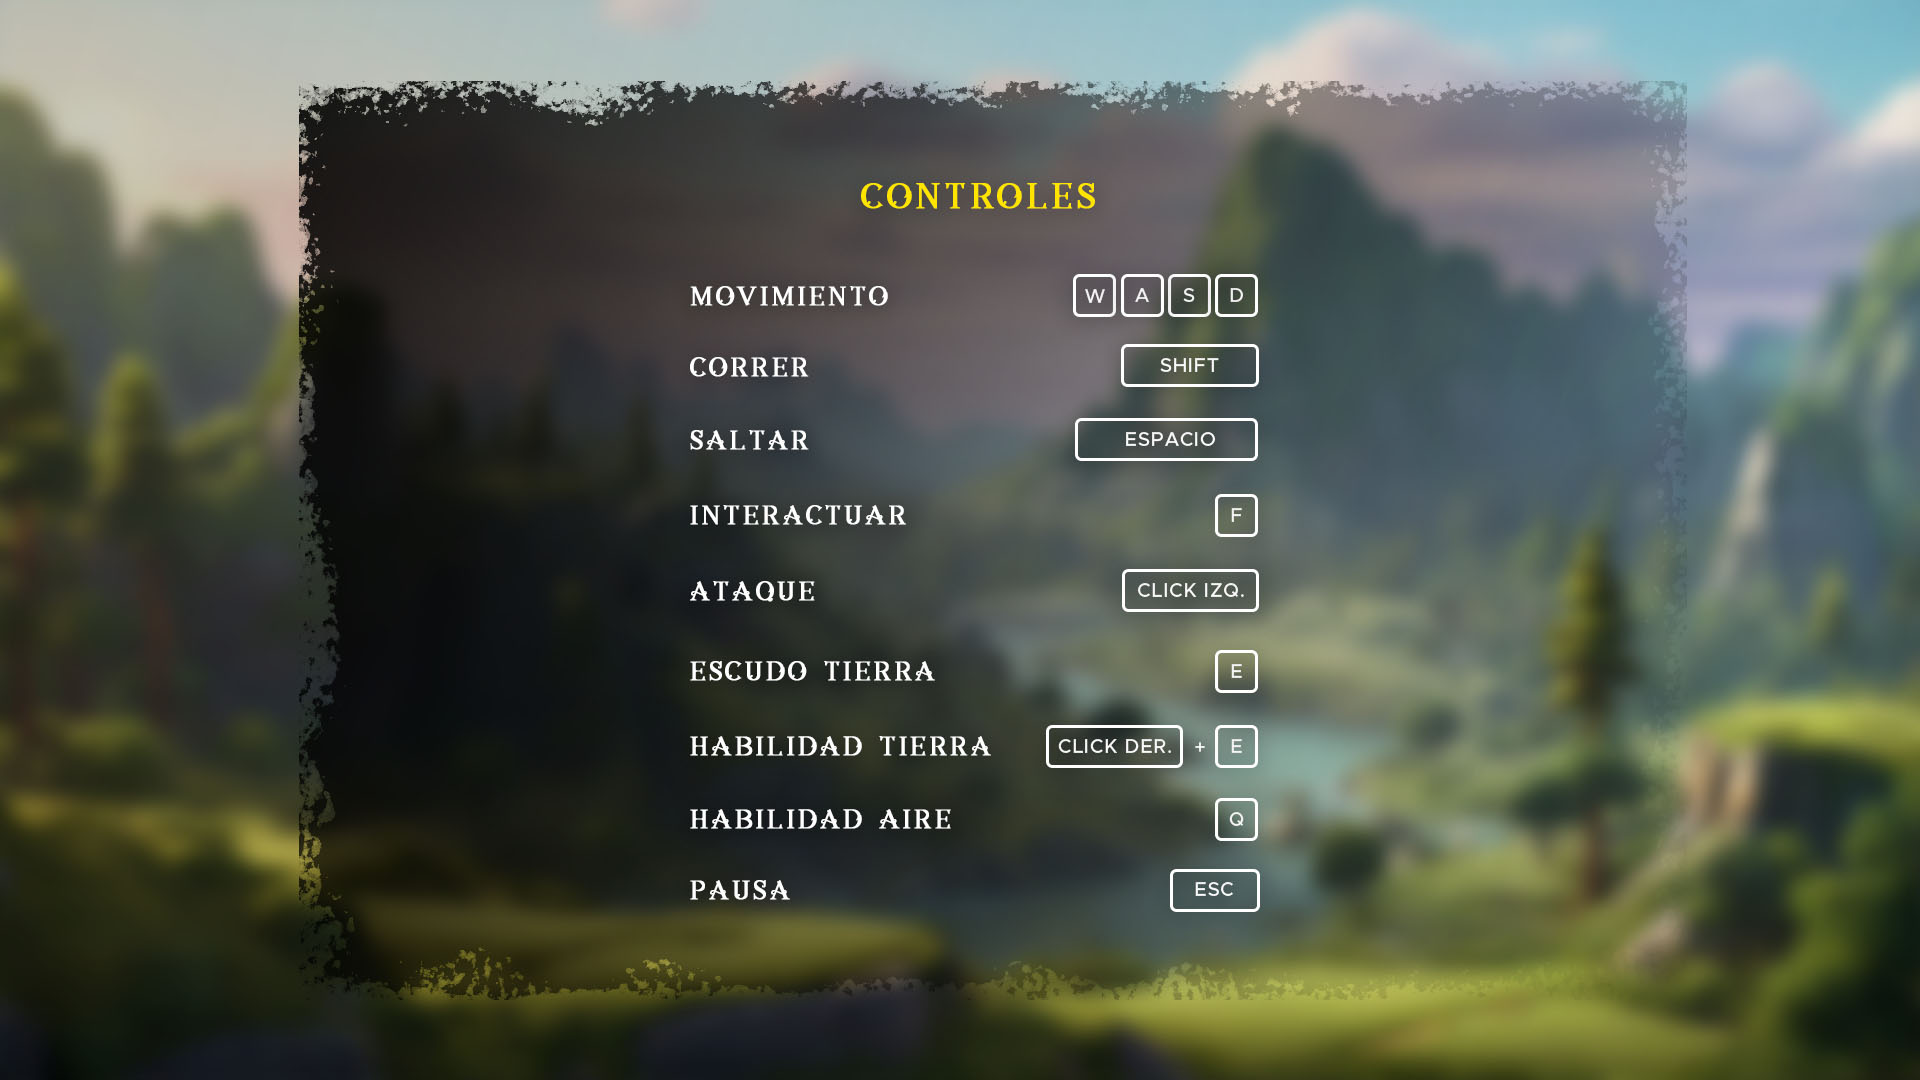 CONTROLES
MOVIMIENTO W A S D
CORRER SHIFT
SALTAR ESPACIO
INTERACTUAR F
ATAQUE CLICK IZQ.
ESCUDO TIERRA E
HABILIDAD TIERRA CLICK DER. + E
HABILIDAD AIRE Q
PAUSA ESC